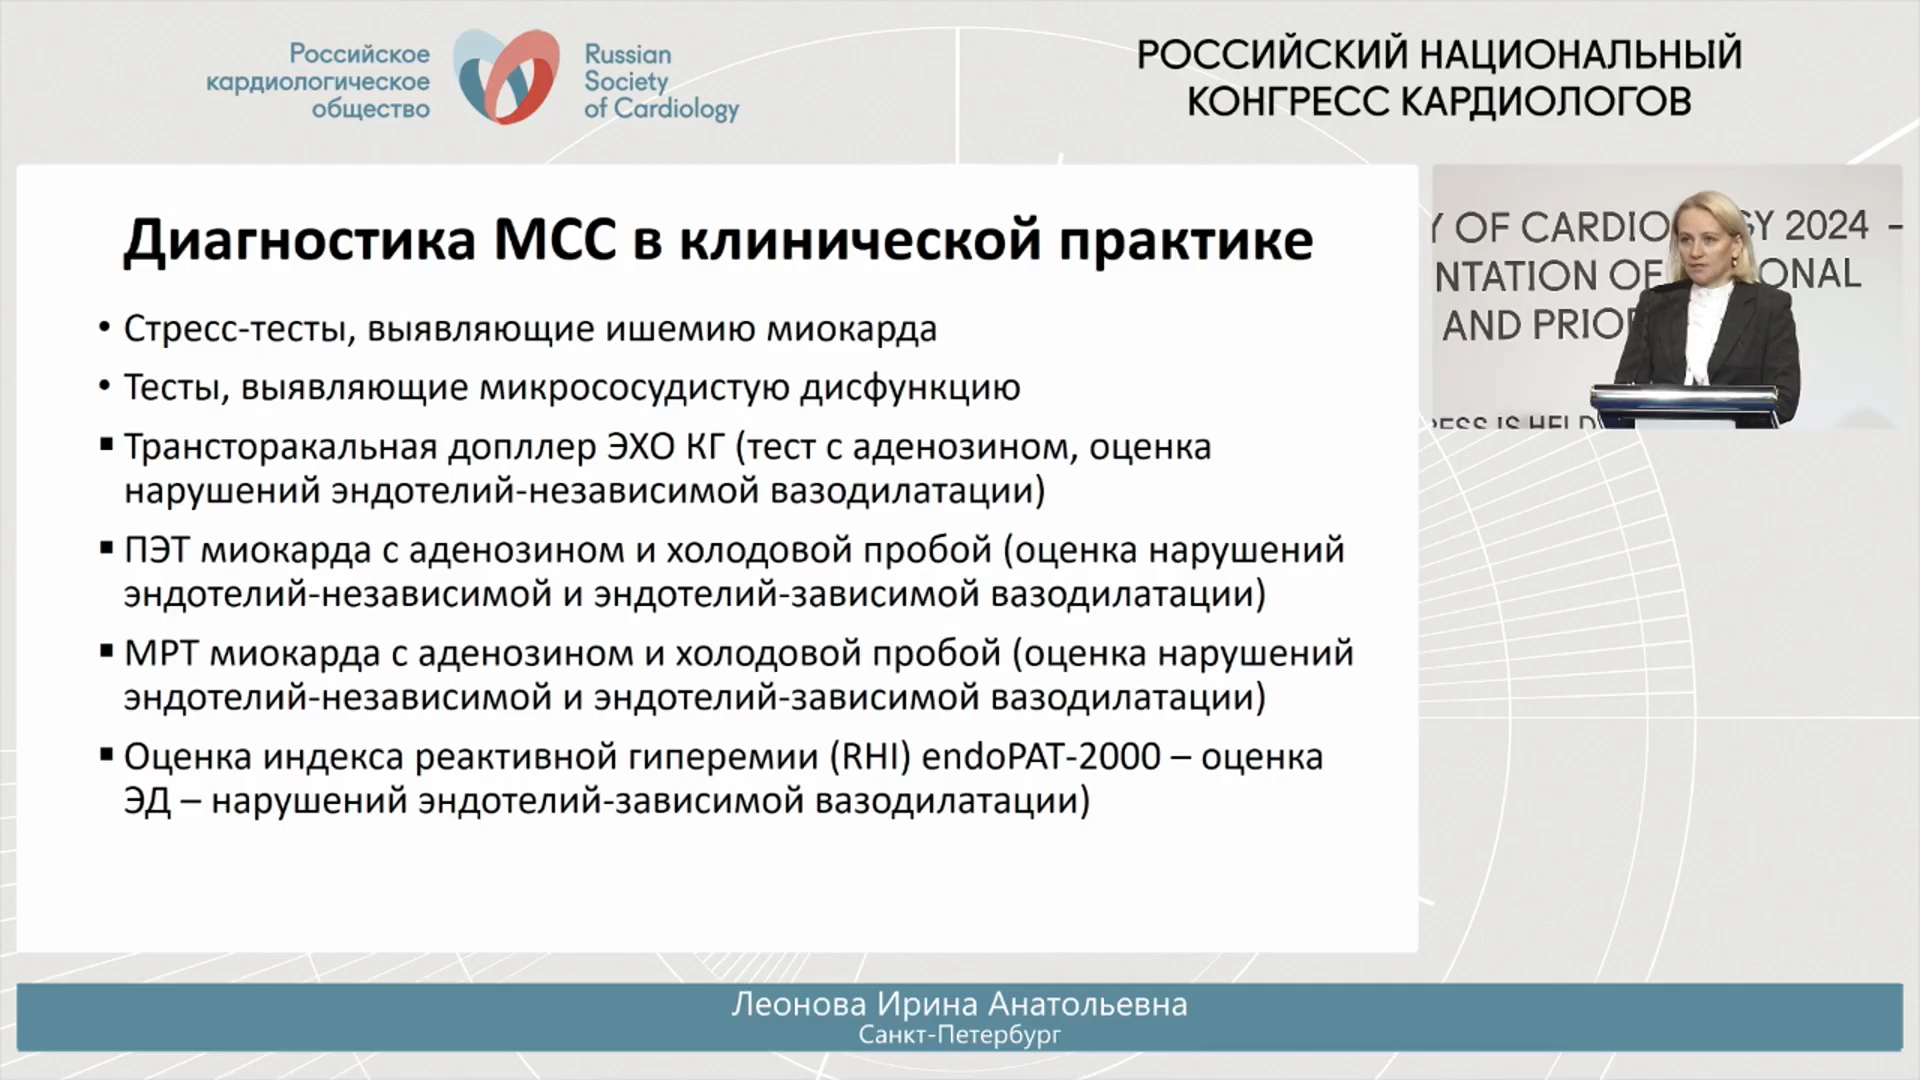 Российское
кардиологическое
общество
Russian
Society
of Cardiology
РОССИЙСКИЙ НАЦИОНАЛЬНЫЙ
КОНГРЕСС КАРДИОЛОГОВ
Диагностика МСС в клинической практике
• Стресс-тесты, выявляющие ишемию миокарда
• Тесты, выявляющие микрососудистую дисфункцию
▪ Трансторакальная допплер ЭХО КГ (тест с аденозином, оценка
нарушений эндотелий-независимой вазодилатации)
▪ ПЭТ миокарда с аденозином и холодовой пробой (оценка нарушений
эндотелий-независимой и эндотелий-зависимой вазодилатации)
▪ МРТ миокарда с аденозином и холодовой пробой (оценка нарушений
эндотелий-независимой и эндотелий-зависимой вазодилатации)
▪ Оценка индекса реактивной гиперемии (RHI) endoPAT-2000 – оценка
ЭД – нарушений эндотелий-зависимой вазодилатации)
OF CARDIO 2024 –
OF
AND
IS HELD
Леонова Ирина Анатольевна
Санкт-Петербург